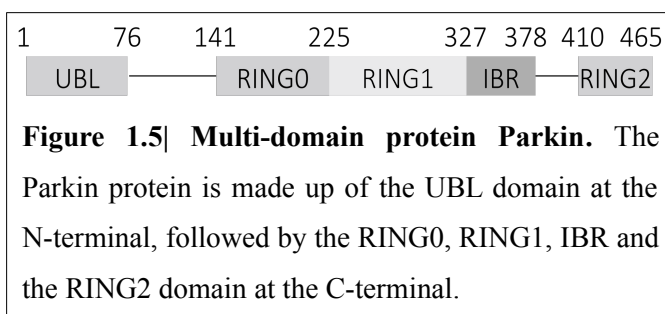 1 76 141 225 327 378 410 465
UBL RING0 RING1 IBR RING2
Figure 1.5| Multi-domain protein Parkin. The
Parkin protein is made up of the UBL domain at the
N-terminal, followed by the RING0, RING1, IBR and
the RING2 domain at the C-terminal.